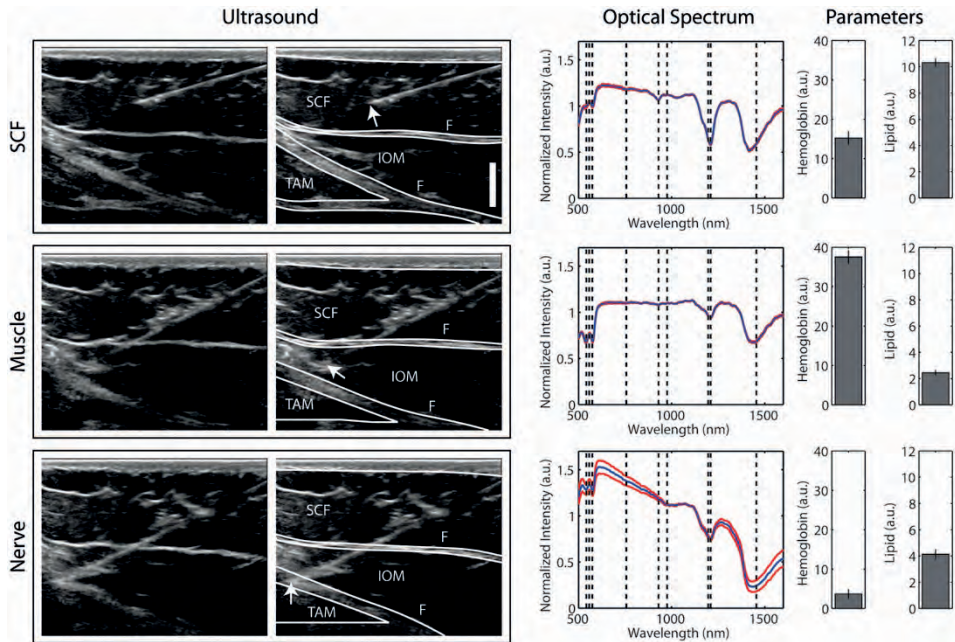 Ultrasound
Optical Spectrum
Parameters
SCF
SCF
F
IOM
TAM
F
Normalized Intensity (a.u.)
1.5
1
0.5
0
500
1000
1500
Wavelength (nm)
Hemoglobin (a.u.)
40
30
20
10
0
Lipid (a.u.)
12
10
8
6
4
2
0
Muscle
SCF
F
IOM
TAM
F
Normalized Intensity (a.u.)
1.5
1
0.5
0
500
1000
1500
Wavelength (nm)
Hemoglobin (a.u.)
40
30
20
10
0
Lipid (a.u.)
12
10
8
6
4
2
0
Nerve
SCF
F
IOM
TAM
F
Normalized Intensity (a.u.)
1.5
1
0.5
0
500
1000
1500
Wavelength (nm)
Hemoglobin (a.u.)
40
30
20
10
0
Lipid (a.u.)
12
10
8
6
4
2
0